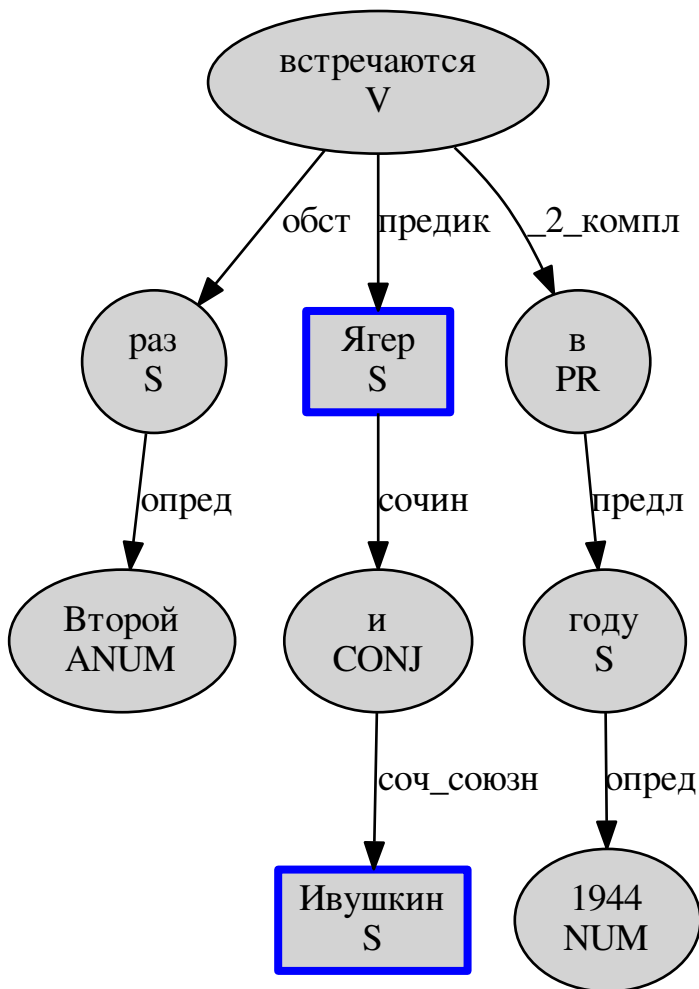 встречаются
V
обст
предик
_2_компл
раз
S
Ягер
S
в
PR
опред
сочин
предл
Второй
ANUM
и
CONJ
году
S
соч_союзн
опред
Ивушкин
S
1944
NUM